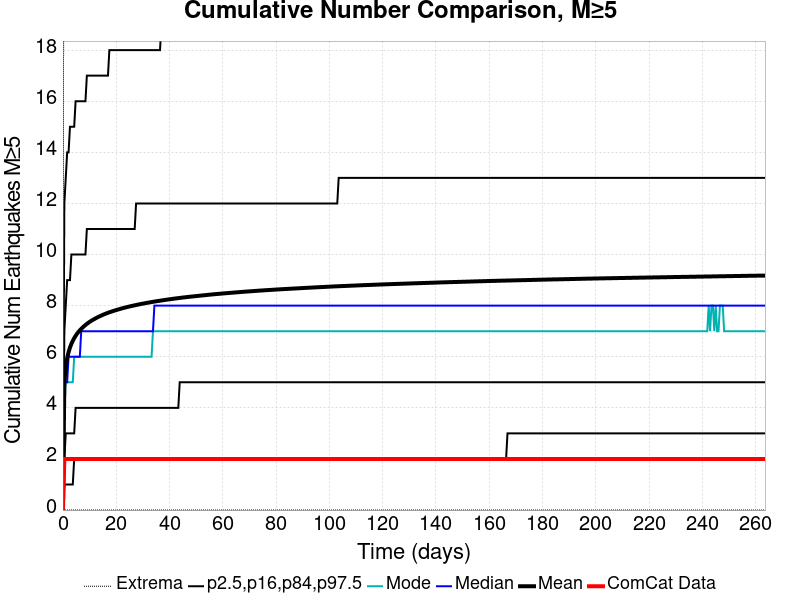 Cumulative Number Comparison, M≥5
Cumulative Num Earthquakes M≥5
18
16
14
12
10
8
6
4
2
0
0 20 40 60 80 100 120 140 160 180 200 220 240 260
Time (days)
Extrema p2.5,p16,p84,p97.5 Mode Median Mean ComCat Data